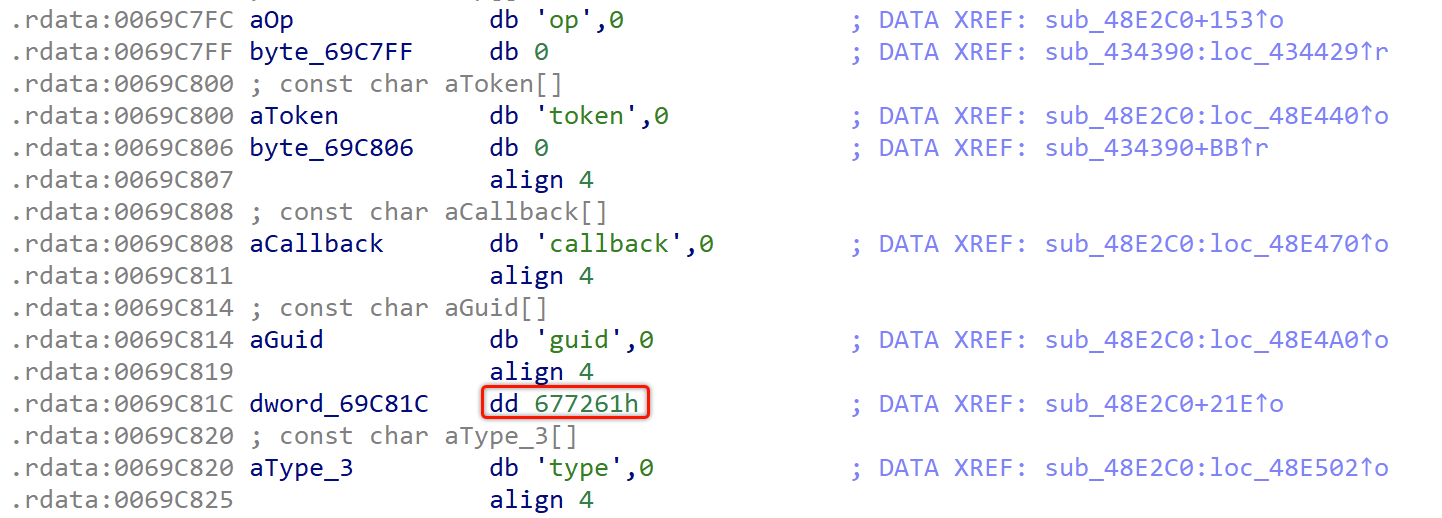 .rdata:0069C7FC aOp db 'op',0 ; DATA XREF: sub_48E2C0+153↑o
.rdata:0069C7FF byte_69C7FF db 0 ; DATA XREF: sub_434390:loc_434429↑r
.rdata:0069C800 ; const char aToken[]
.rdata:0069C800 aToken db 'token',0 ; DATA XREF: sub_48E2C0:loc_48E440↑o
.rdata:0069C806 byte_69C806 db 0 ; DATA XREF: sub_434390+BB↑r
.rdata:0069C807 align 4
.rdata:0069C808 ; const char aCallback[]
.rdata:0069C808 aCallback db 'callback',0 ; DATA XREF: sub_48E2C0:loc_48E470↑o
.rdata:0069C811 align 4
.rdata:0069C814 ; const char aGuid[]
.rdata:0069C814 aGuid db 'guid',0 ; DATA XREF: sub_48E2C0:loc_48E4A0↑o
.rdata:0069C819 align 4
.rdata:0069C81C dword_69C81C dd 677261h ; DATA XREF: sub_48E2C0+21E↑o
.rdata:0069C820 ; const char aType_3[]
.rdata:0069C820 aType_3 db 'type',0 ; DATA XREF: sub_48E2C0:loc_48E502↑o
.rdata:0069C825 align 4